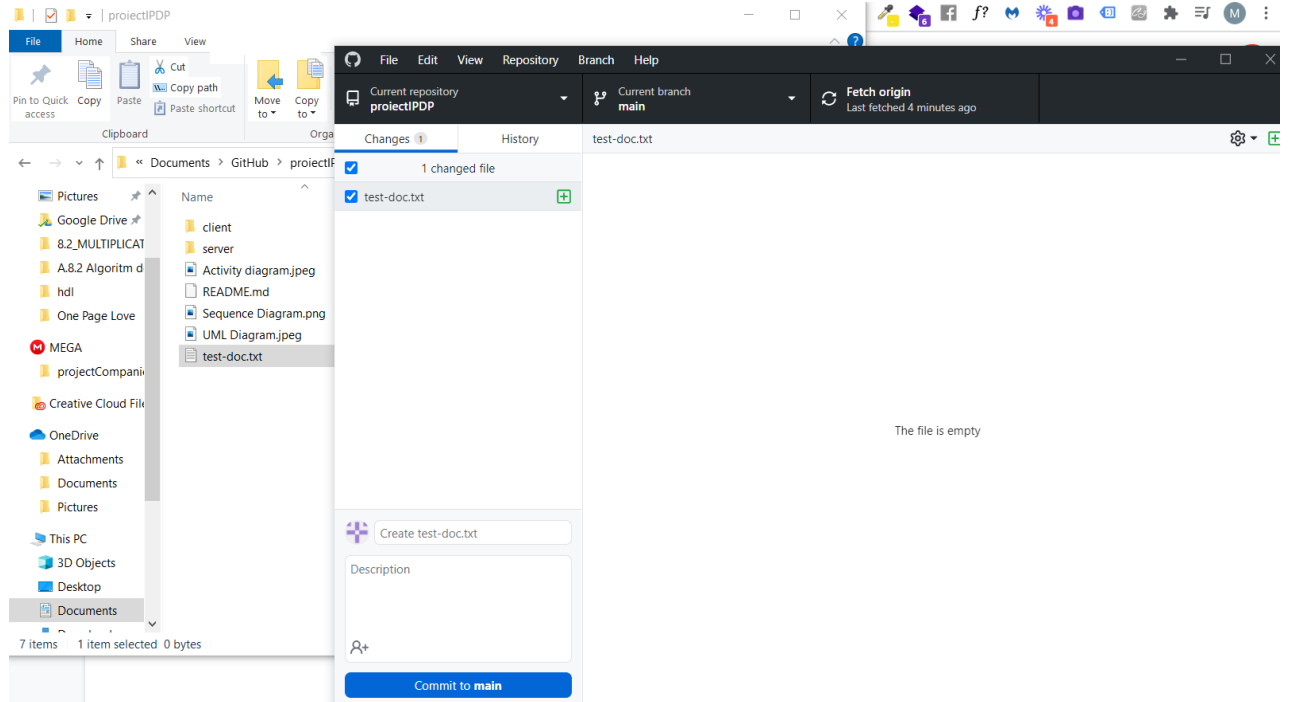 proiectIPDP
File Home Share View
Pin to Quick access
Copy
Paste
Cut
Copy path
Paste shortcut
Move to
Copy to
Clipboard
Orga
« Documents > GitHub > proiectIP
Pictures
Google Drive
8.2_MULTIPLICAT
A.8.2 Algoritm d
hdl
One Page Love
MEGA
projectCompani
Creative Cloud File
OneDrive
Attachments
Documents
Pictures
This PC
3D Objects
Desktop
Documents
Name
client
server
Activity diagram.jpeg
README.md
Sequence Diagram.png
UML Diagram.jpeg
test-doc.txt
7 items 1 item selected 0 bytes
f? 6 4 M
File Edit View Repository Branch Help
Current repository
proiectIPDP
Current branch
main
Fetch origin
Last fetched 4 minutes ago
Changes 1 History
test-doc.txt
1 changed file
test-doc.txt
The file is empty
Create test-doc.txt
Description
Commit to main